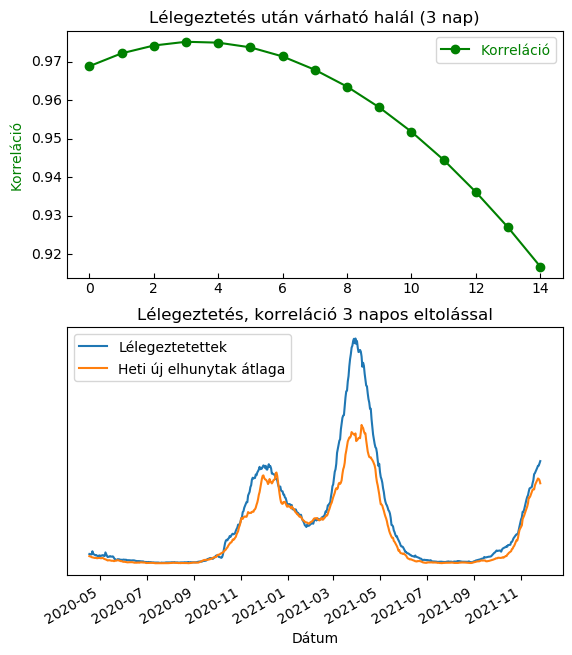 Lélegeztetés után várható halál (3 nap)
Korreláció
0.97
0.96
0.95
0.94
0.93
0.92
Korreláció
0 2 4 6 8 10 12 14
Lélegeztetés, korreláció 3 napos eltolással
Lélegeztetettek
Heti új elhunytak átlaga
2020-05 2020-07 2020-09 2020-11 2021-01 2021-03 2021-05 2021-07 2021-09 2021-11
Dátum